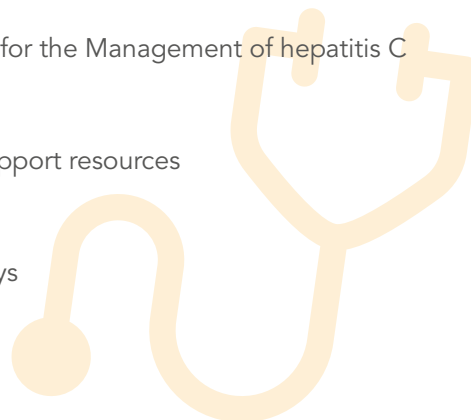 for the Management of hepatitis C
pport resources
ys